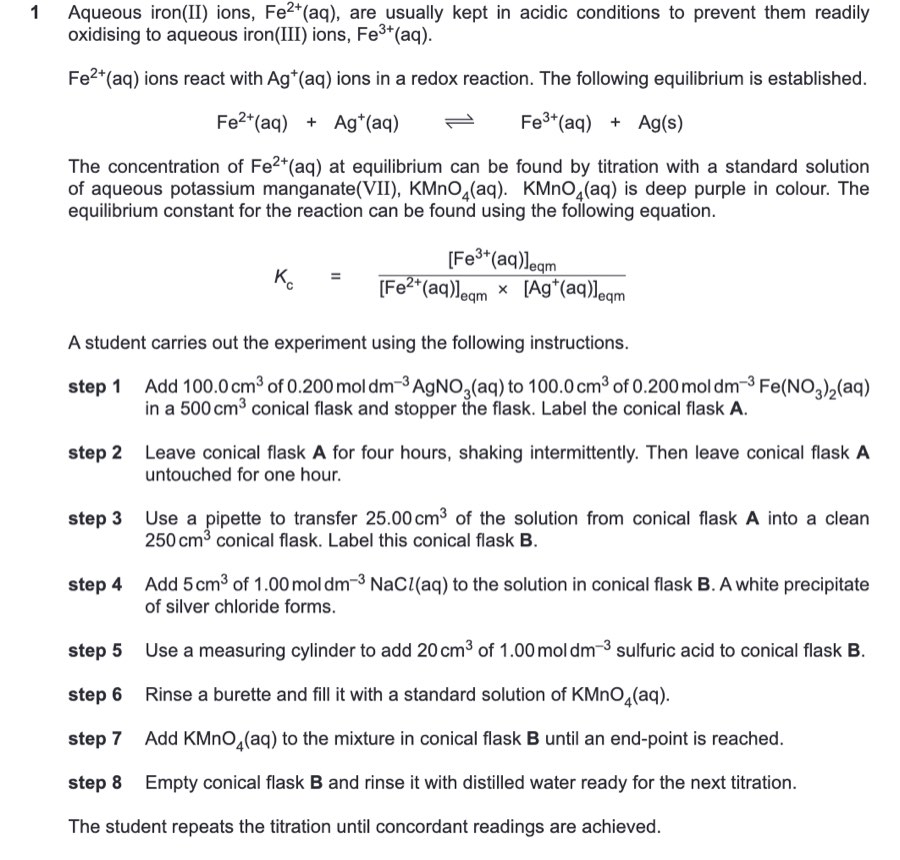 1 Aqueous iron(II) ions, Fe²⁺(aq), are usually kept in acidic conditions to prevent them readily
oxidising to aqueous iron(III) ions, Fe³⁺(aq).
Fe²⁺(aq) ions react with Ag⁺(aq) ions in a redox reaction. The following equilibrium is established.
Fe²⁺(aq) + Ag⁺(aq) ⇌ Fe³⁺(aq) + Ag(s)
The concentration of Fe²⁺(aq) at equilibrium can be found by titration with a standard solution
of aqueous potassium manganate(VII), KMnO₄(aq). KMnO₄(aq) is deep purple in colour. The
equilibrium constant for the reaction can be found using the following equation.
[Fe³⁺(aq)]eqm
K_c =
[Fe²⁺(aq)]eqm × [Ag⁺(aq)]eqm
A student carries out the experiment using the following instructions.
step 1 Add 100.0 cm³ of 0.200 mol dm⁻³ AgNO₃(aq) to 100.0 cm³ of 0.200 mol dm⁻³ Fe(NO₃)₂(aq)
in a 500 cm³ conical flask and stopper the flask. Label the conical flask A.
step 2 Leave conical flask A for four hours, shaking intermittently. Then leave conical flask A
untouched for one hour.
step 3 Use a pipette to transfer 25.00 cm³ of the solution from conical flask A into a clean
250 cm³ conical flask. Label this conical flask B.
step 4 Add 5 cm³ of 1.00 mol dm⁻³ NaCl(aq) to the solution in conical flask B. A white precipitate
of silver chloride forms.
step 5 Use a measuring cylinder to add 20 cm³ of 1.00 mol dm⁻³ sulfuric acid to conical flask B.
step 6 Rinse a burette and fill it with a standard solution of KMnO₄(aq).
step 7 Add KMnO₄(aq) to the mixture in conical flask B until an end-point is reached.
step 8 Empty conical flask B and rinse it with distilled water ready for the next titration.
The student repeats the titration until concordant readings are achieved.